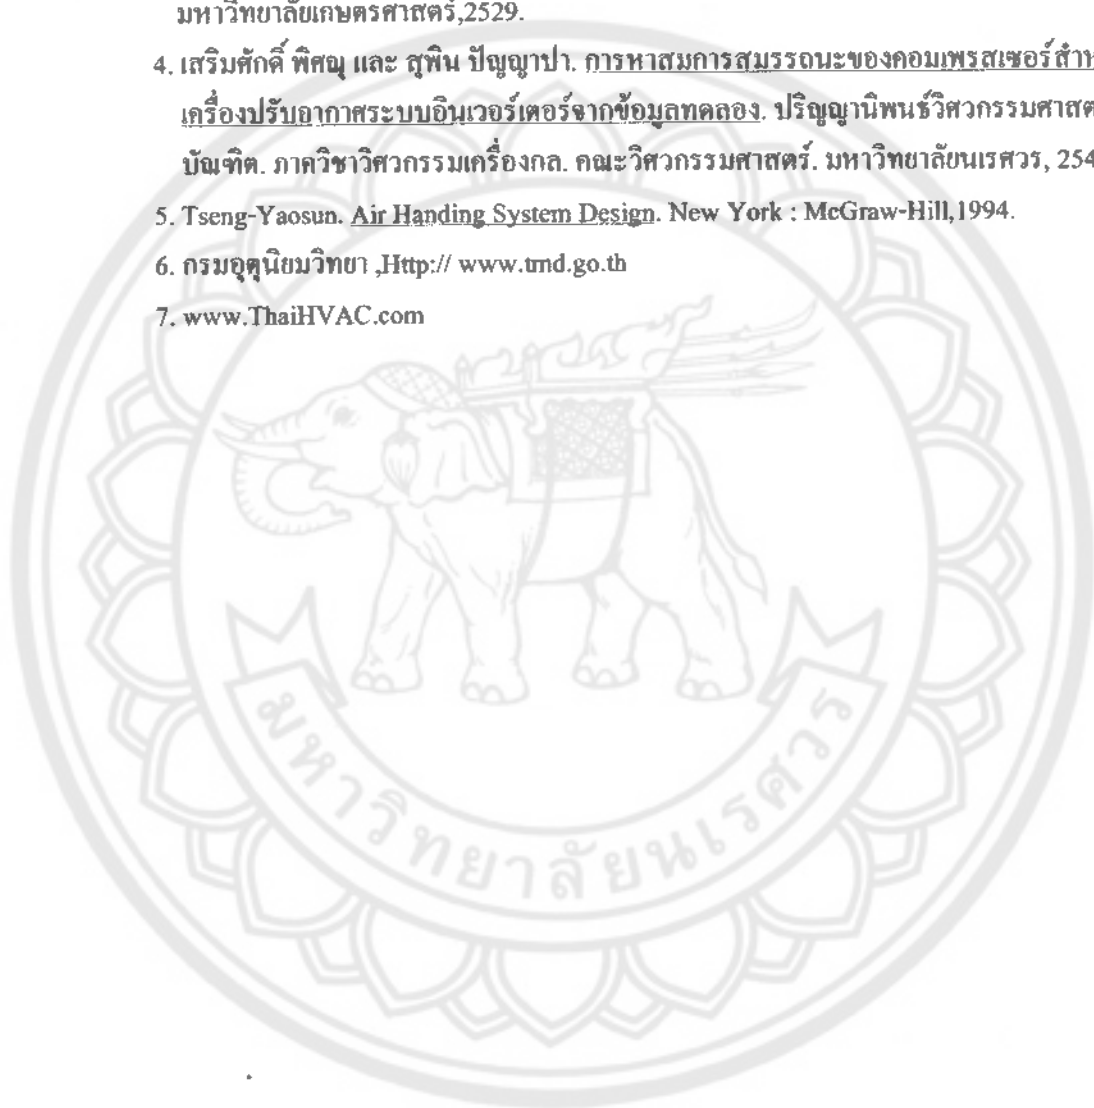 มหาวิทยาลัยเกษตรศาสตร์,2529.
4. เสริมศักดิ์ พิศณุ และ สุพิน ปัญญาปา. การหาสมการสมรรถนะของคอมเพรสเซอร์สำห
เครื่องปรับอากาศระบบอินเวอร์เตอร์จากข้อมูลทดลอง. ปริญญานิพนธ์วิศวกรรมศาสต
บัณฑิต. ภาควิชาวิศวกรรมเครื่องกล. คณะวิศวกรรมศาสตร์. มหาวิทยาลัยนเรศวร, 254
5. Tseng-Yaosun. Air Handing System Design. New York : McGraw-Hill,1994.
6. กรมอุตุนิยมวิทยา ,Http:// www.tmd.go.th
7. www.ThaiHVAC.com
มหาวิทยาลัยนเรศวร